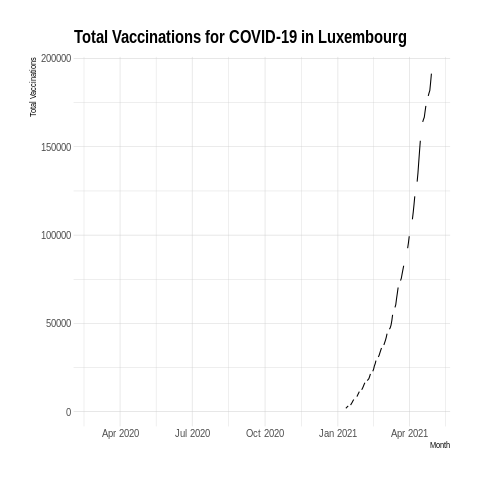 Total Vaccinations for COVID-19 in Luxembourg
Total Vaccinations
200000
150000
100000
50000
0
Apr 2020 Jul 2020 Oct 2020 Jan 2021 Apr 2021
Month